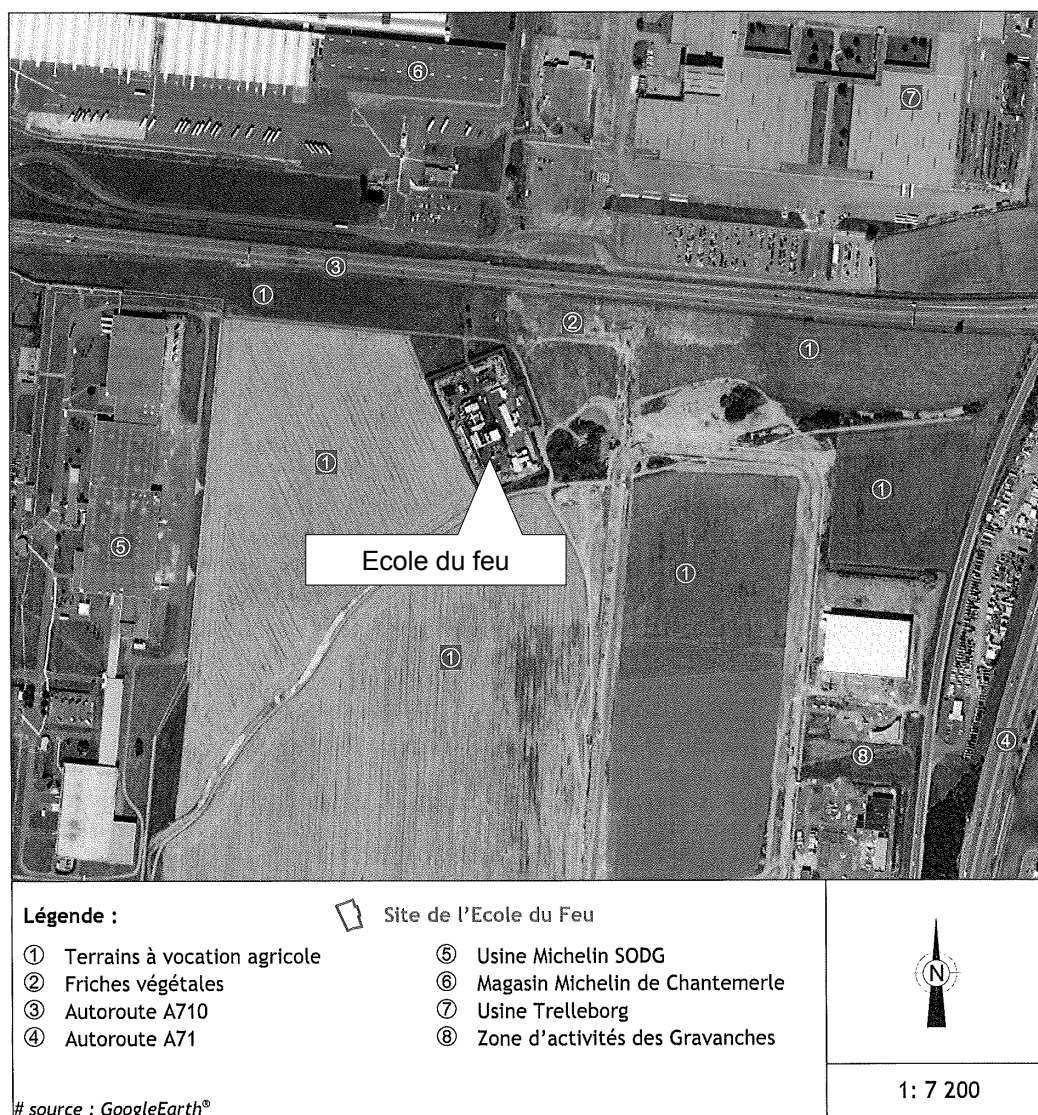 ⑥
⑦
③
①
②
①
①
①
Ecole du feu
⑤
①
①
④
⑧
Légende :
Site de l'Ecole du Feu
① Terrains à vocation agricole
② Friches végétales
③ Autoroute A710
④ Autoroute A71
⑤ Usine Michelin SODG
⑥ Magasin Michelin de Chantemerle
⑦ Usine Trelleborg
⑧ Zone d'activités des Gravanches
N
1: 7 200
# source : GoogleEarth®